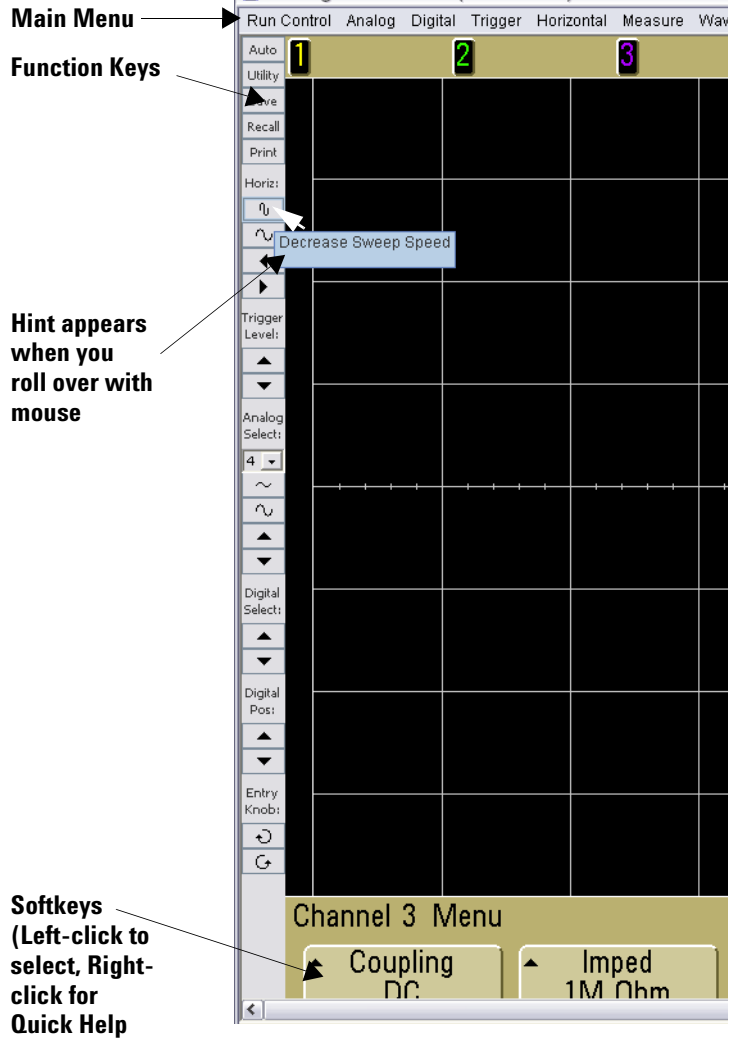 Main Menu
Run Control Analog Digital Trigger Horizontal Measure Wav
Function Keys
Auto
Utility
Recall
Print
1 2 3
Horiz:
Decrease Sweep Speed
Hint appears
when you
roll over with
mouse
Trigger
Level:
Analog
Select:
4
Digital
Select:
Digital
Pos:
Entry
Knob:
Softkeys
(Left-click to
select, Right-
click for
Quick Help
Channel 3 Menu
Coupling
DC
Imped
1M Ohm